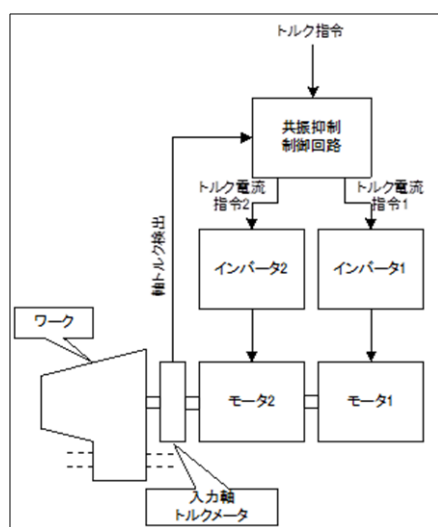 トルク指令
共振抑制
制御回路
トルク電流
指令2
トルク電流
指令1
軸トルク検出
インバータ2
インバータ1
ワーク
モータ2
モータ1
入力軸
トルクメータ